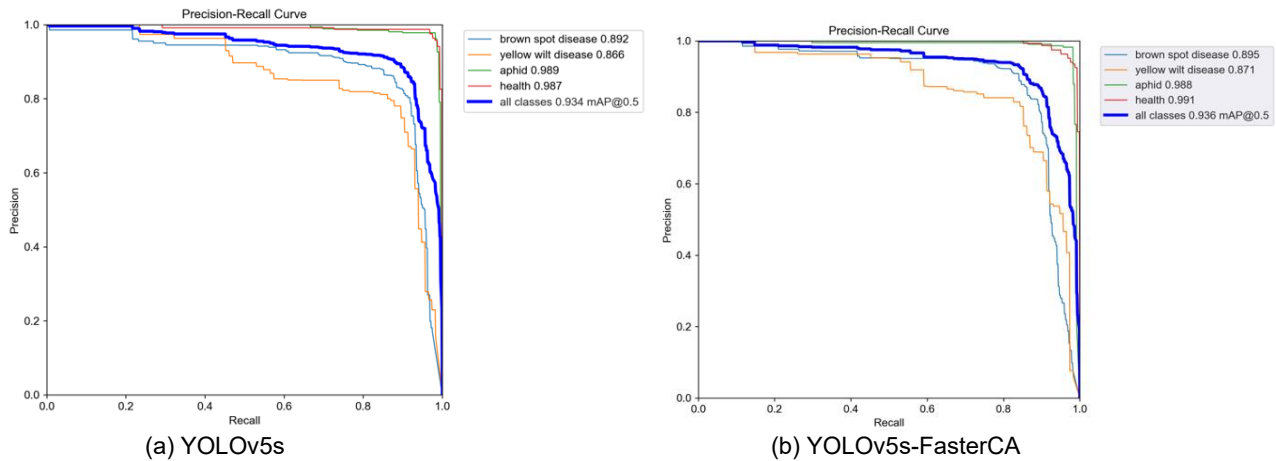 Precision-Recall Curve
1.0
0.8
0.6
0.4
0.2
0.0
Precision
0.0 0.2 0.4 0.6 0.8 1.0
Recall
brown spot disease 0.892
yellow wilt disease 0.866
aphid 0.989
health 0.987
all classes 0.934 mAP@0.5
(a) YOLOv5s
Precision-Recall Curve
1.0
0.8
0.6
0.4
0.2
0.0
Precision
0.0 0.2 0.4 0.6 0.8 1.0
Recall
brown spot disease 0.895
yellow wilt disease 0.871
aphid 0.988
health 0.991
all classes 0.936 mAP@0.5
(b) YOLOv5s-FasterCA